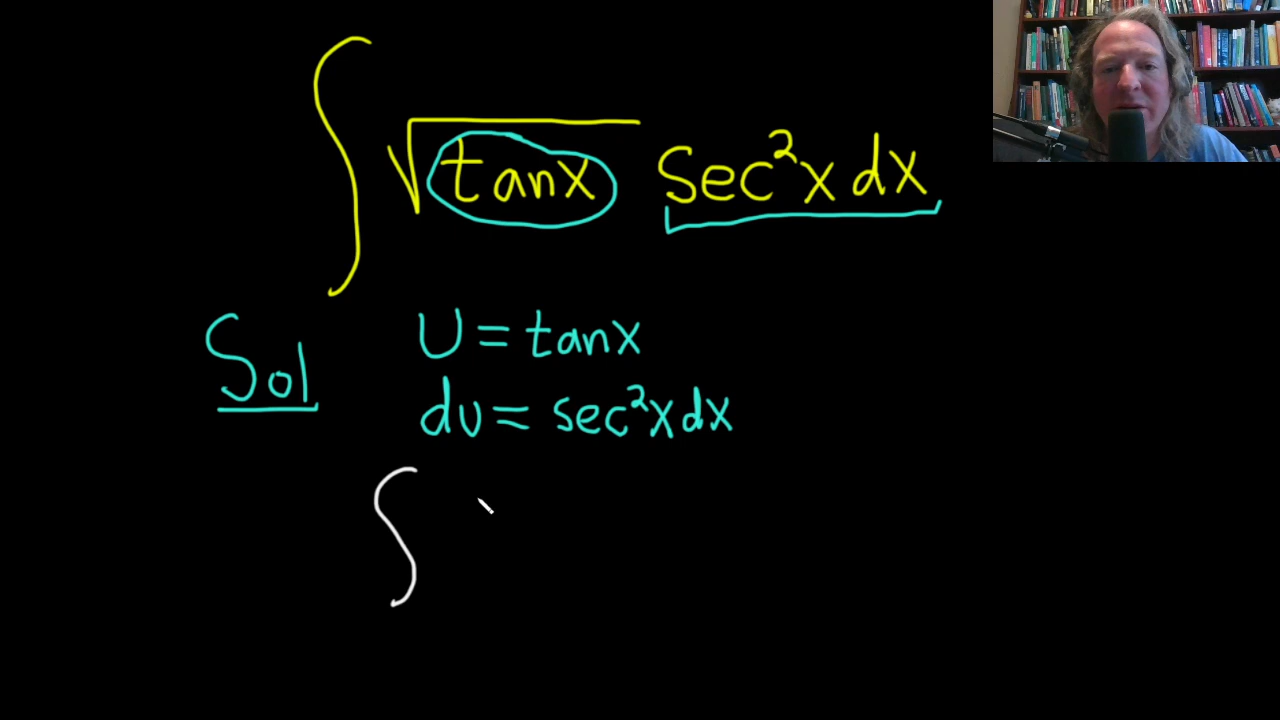 ∫ √tanx sec²x dx
Sol
U = tanx
du = sec²x dx
∫